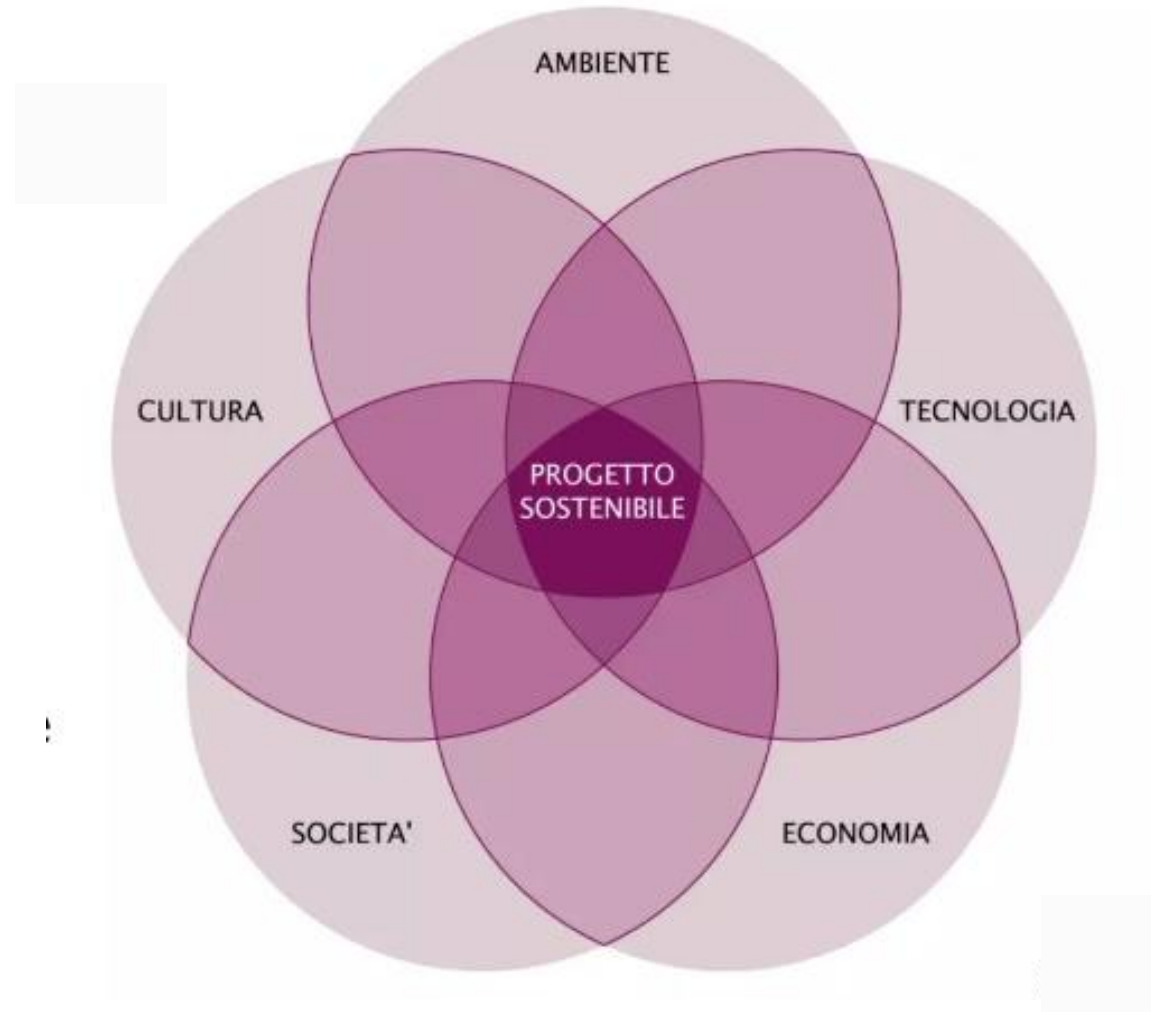 AMBIENTE
CULTURA
TECNOLOGIA
PROGETTO
SOSTENIBILE
e
SOCIETA'
ECONOMIA